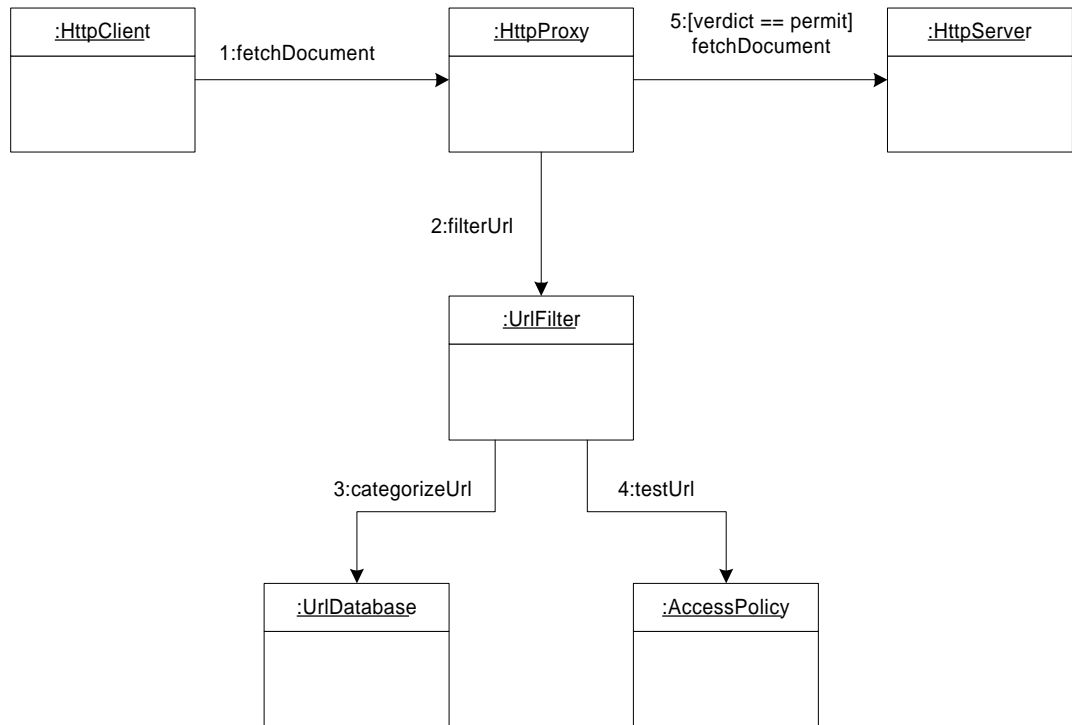 :HttpClient
1:fetchDocument
:HttpProxy
5:[verdict == permit]
fetchDocument
:HttpServer
2:filterUrl
:UrlFilter
3:categorizeUrl
4:testUrl
:UrlDatabase
:AccessPolicy